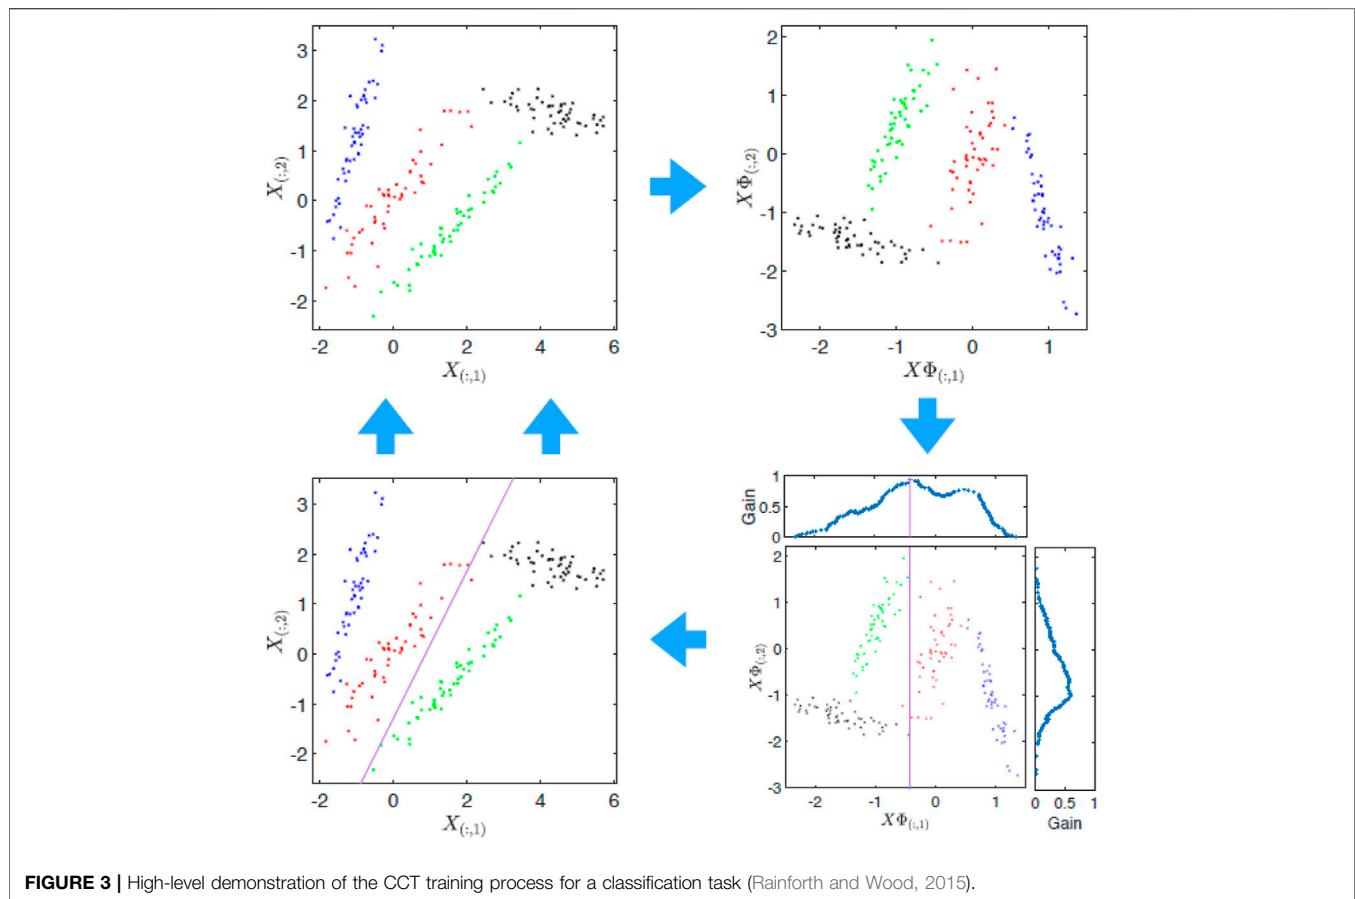 3
2
1
0
-1
-2
X(:,2)
-2 0 2 4 6
X(:,1)
2
1
0
-1
-2
-3
XΦ(:,2)
-2 -1 0 1
XΦ(:,1)
1
0.5
0
Gain
2
1
0
-1
-2
-3
XΦ(:,2)
-2 -1 0 1
XΦ(:,1)
0 0.5 1
Gain
3
2
1
0
-1
-2
X(:,2)
-2 0 2 4 6
X(:,1)
FIGURE 3 | High-level demonstration of the CCT training process for a classification task (Rainforth and Wood, 2015).